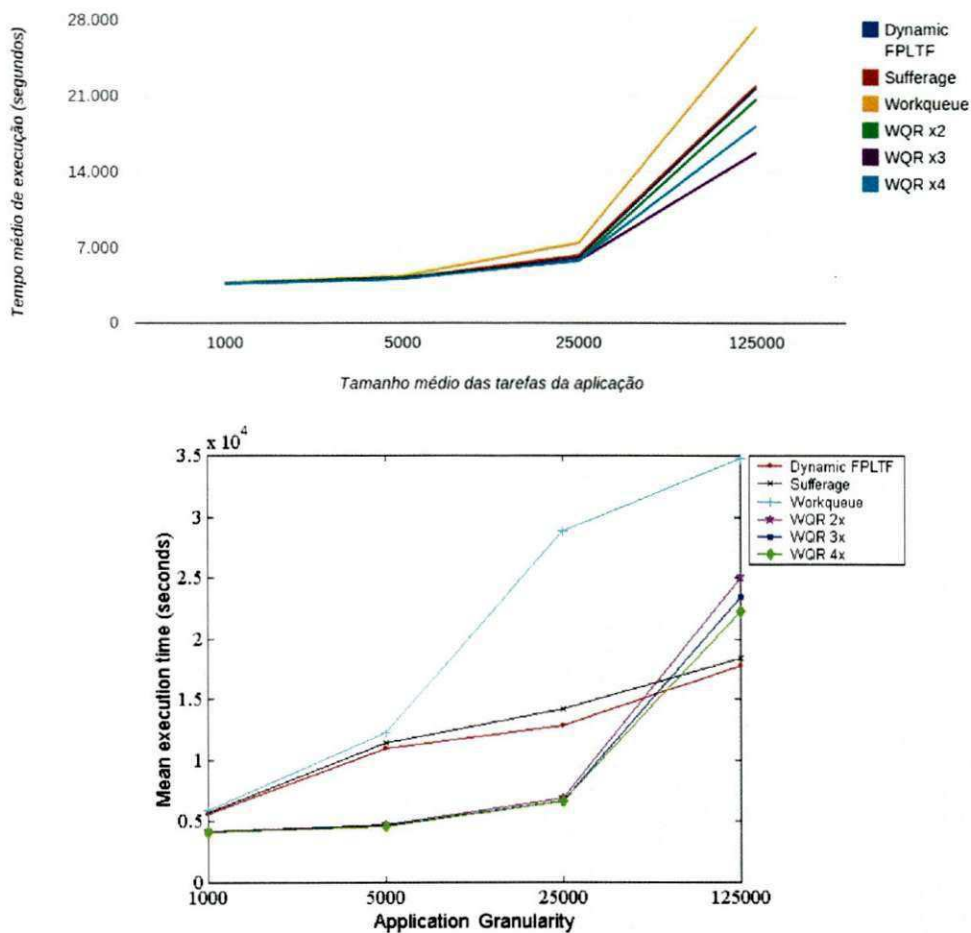 28.000
21.000
14.000
7.000
0
Tempo médio de execução (segundos)
1000 5000 25000 125000
Tamanho médio das tarefas da aplicação
Dynamic
FPLTF
Sufferage
Workqueue
WQR x2
WQR x3
WQR x4
x 10^4
3.5
3
2.5
2
1.5
1
0.5
0
Mean execution time (seconds)
1000 5000 25000 125000
Application Granularity
Dynamic FPLTF
Sufferage
Workqueue
WQR 2x
WQR 3x
WQR 4x